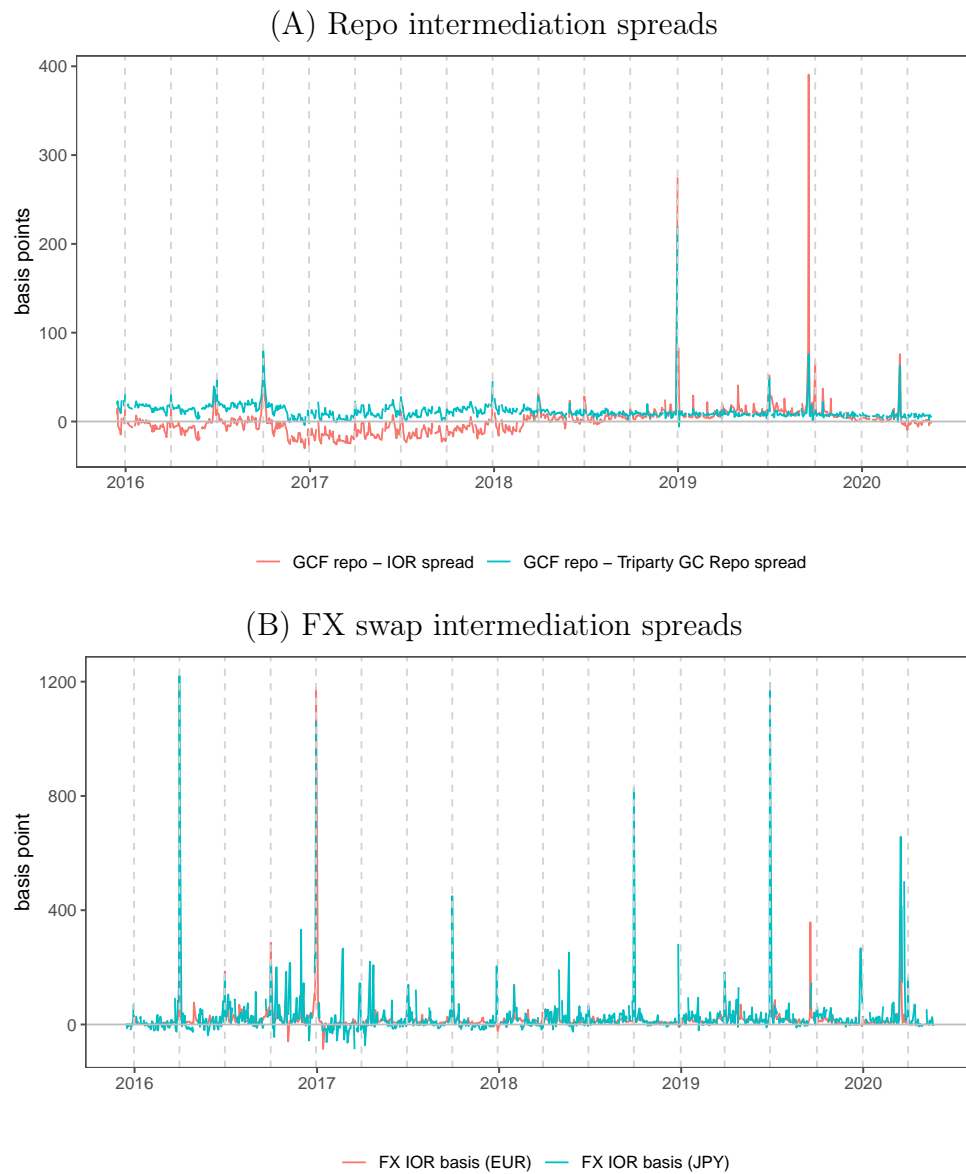 (A) Repo intermediation spreads
400
300
200
100
0
basis points
2016 2017 2018 2019 2020
GCF repo – IOR spread GCF repo – Triparty GC Repo spread
(B) FX swap intermediation spreads
1200
800
400
0
basis point
2016 2017 2018 2019 2020
FX IOR basis (EUR) FX IOR basis (JPY)